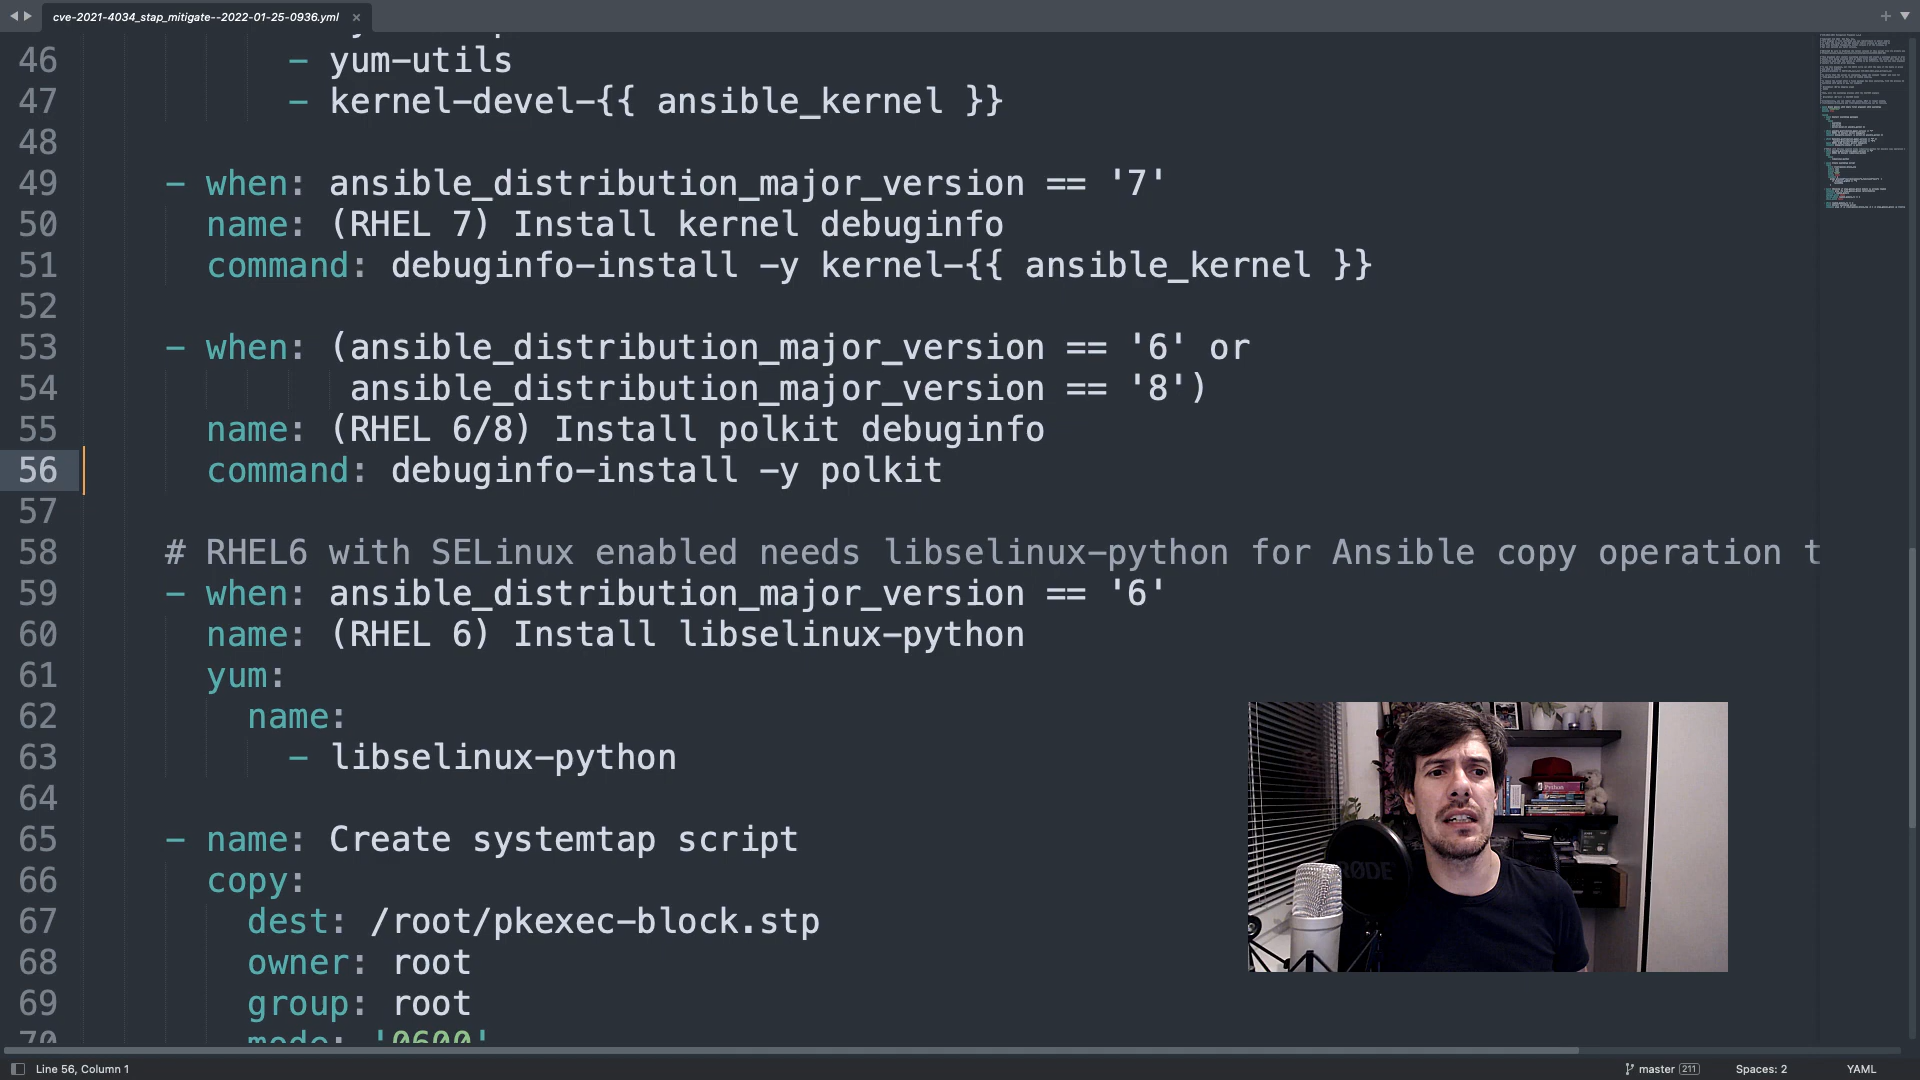 cve-2021-4034_stap_mitigate--2022-01-25-0936.yml ×
46 - yum-utils
47 - kernel-devel-{{ ansible_kernel }}
48
49 - when: ansible_distribution_major_version == '7'
50 name: (RHEL 7) Install kernel debuginfo
51 command: debuginfo-install -y kernel-{{ ansible_kernel }}
52
53 - when: (ansible_distribution_major_version == '6' or
54 ansible_distribution_major_version == '8')
55 name: (RHEL 6/8) Install polkit debuginfo
56 command: debuginfo-install -y polkit
57
58 # RHEL6 with SELinux enabled needs libselinux-python for Ansible copy operation t
59 - when: ansible_distribution_major_version == '6'
60 name: (RHEL 6) Install libselinux-python
61 yum:
62 name:
63 - libselinux-python
64
65 - name: Create systemtap script
66 copy:
67 dest: /root/pkexec-block.stp
68 owner: root
69 group: root
70 mode: '0600'
Python
RØDE
Line 56, Column 1
master 211
Spaces: 2
YAML